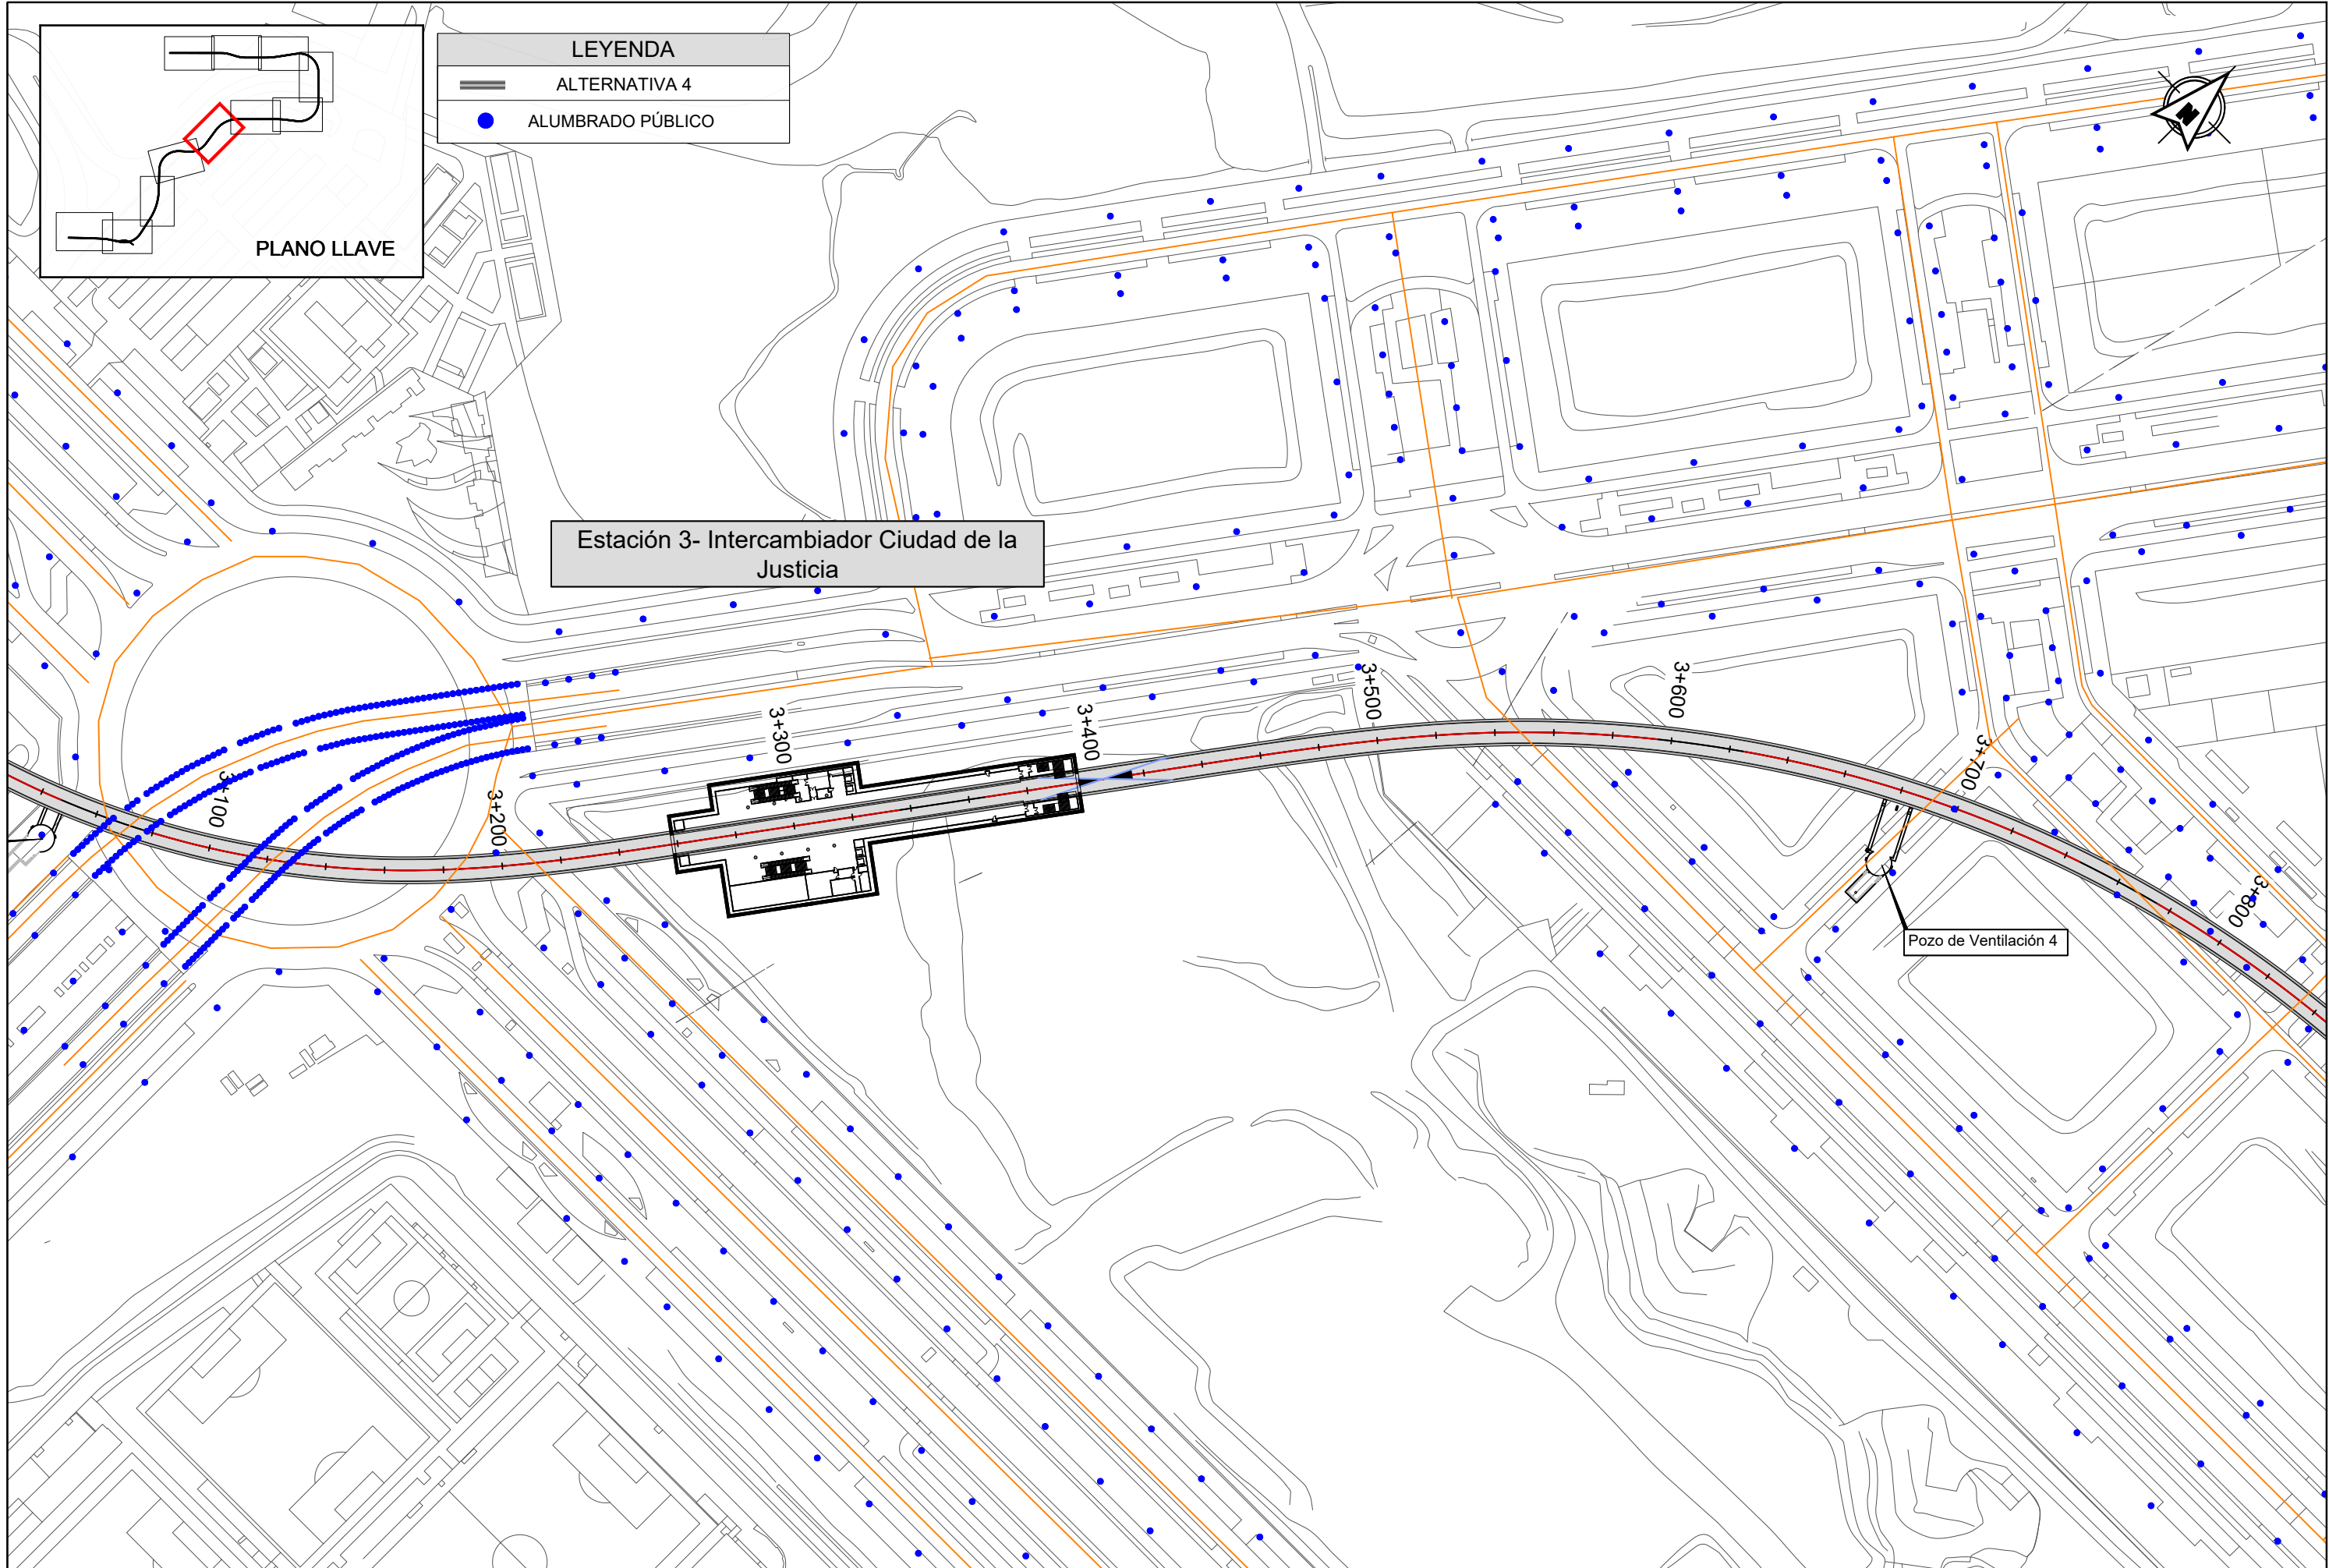 LEYENDA
ALTERNATIVA 4
ALUMBRADO PÚBLICO
PLANO LLAVE
N
Estación 3- Intercambiador Ciudad de la
Justicia
3+100
3+200
3+300
3+400
3+500
3+600
3+700
3+800
Pozo de Ventilación 4